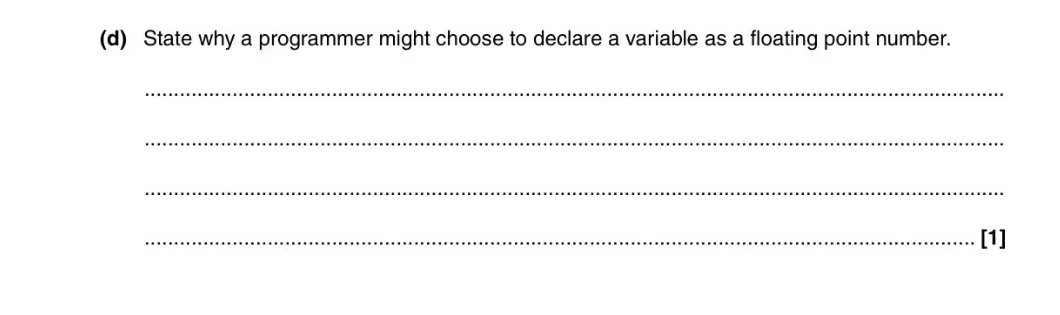 (d) State why a programmer might choose to declare a variable as a floating point number.
[1]